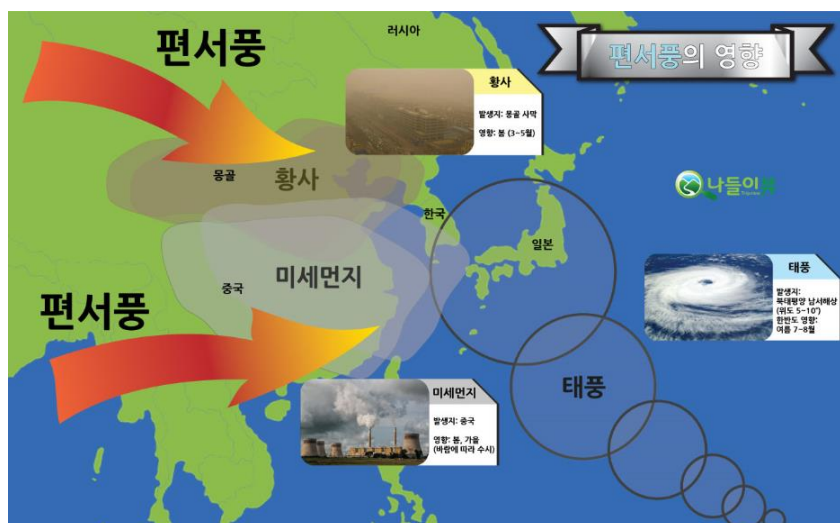 편서풍의 영향
편서풍
러시아
황사
발생지: 몽골 사막
영향: 봄 (3~5월)
몽골
황사
나들이
한국
일본
미세먼지
중국
태풍
발생지:
북태평양 남서해상
(위도 5~10°)
한반도 영향:
여름 7~8월
편서풍
태풍
미세먼지
발생지: 중국
영향: 봄, 가을
(바람에 따라 수시)